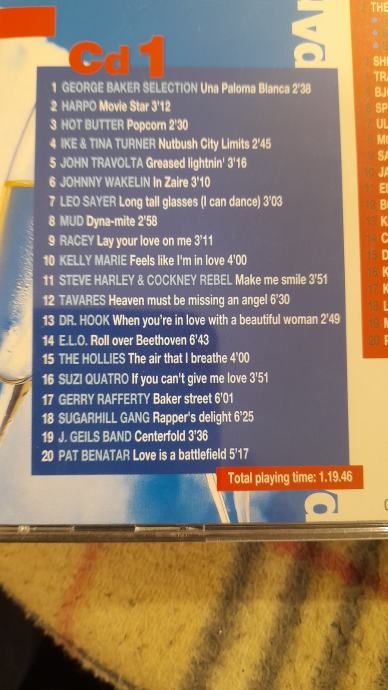 Cd 1
1 GEORGE BAKER SELECTION Una Paloma Blanca 2'38
2 HARPO Movie Star 3'12
3 HOT BUTTER Popcorn 2'30
4 IKE & TINA TURNER Nutbush City Limits 2'45
5 JOHN TRAVOLTA Greased lightnin' 3'16
6 JOHNNY WAKELIN In Zaire 3'10
7 LEO SAYER Long tall glasses (I can dance) 3'03
8 MUD Dyna-mite 2'58
9 RACEY Lay your love on me 3'11
10 KELLY MARIE Feels like I'm in love 4'00
11 STEVE HARLEY & COCKNEY REBEL Make me smile 3'51
12 TAVARES Heaven must be missing an angel 6'30
13 DR. HOOK When you're in love with a beautiful woman 2'49
14 E.L.O. Roll over Beethoven 6'43
15 THE HOLLIES The air that I breathe 4'00
16 SUZI QUATRO If you can't give me love 3'51
17 GERRY RAFFERTY Baker street 6'01
18 SUGARHILL GANG Rapper's delight 6'25
19 J. GEILS BAND Centerfold 3'36
20 PAT BENATAR Love is a battlefield 5'17
Total playing time: 1.19.46